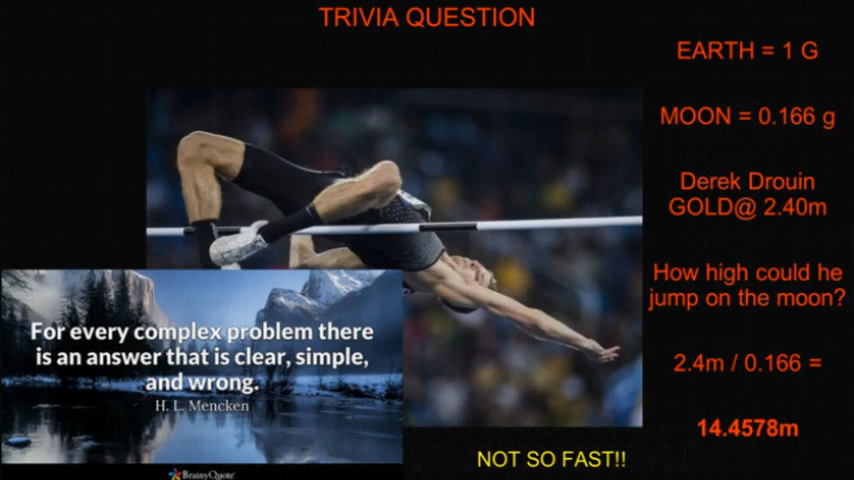 TRIVIA QUESTION
EARTH = 1 G
MOON = 0.166 g
Derek Drouin
GOLD@ 2.40m
How high could he
jump on the moon?
2.4m / 0.166 =
14.4578m
For every complex problem there
is an answer that is clear, simple,
and wrong.
H. L. Mencken
BrainyQuote
NOT SO FAST!!